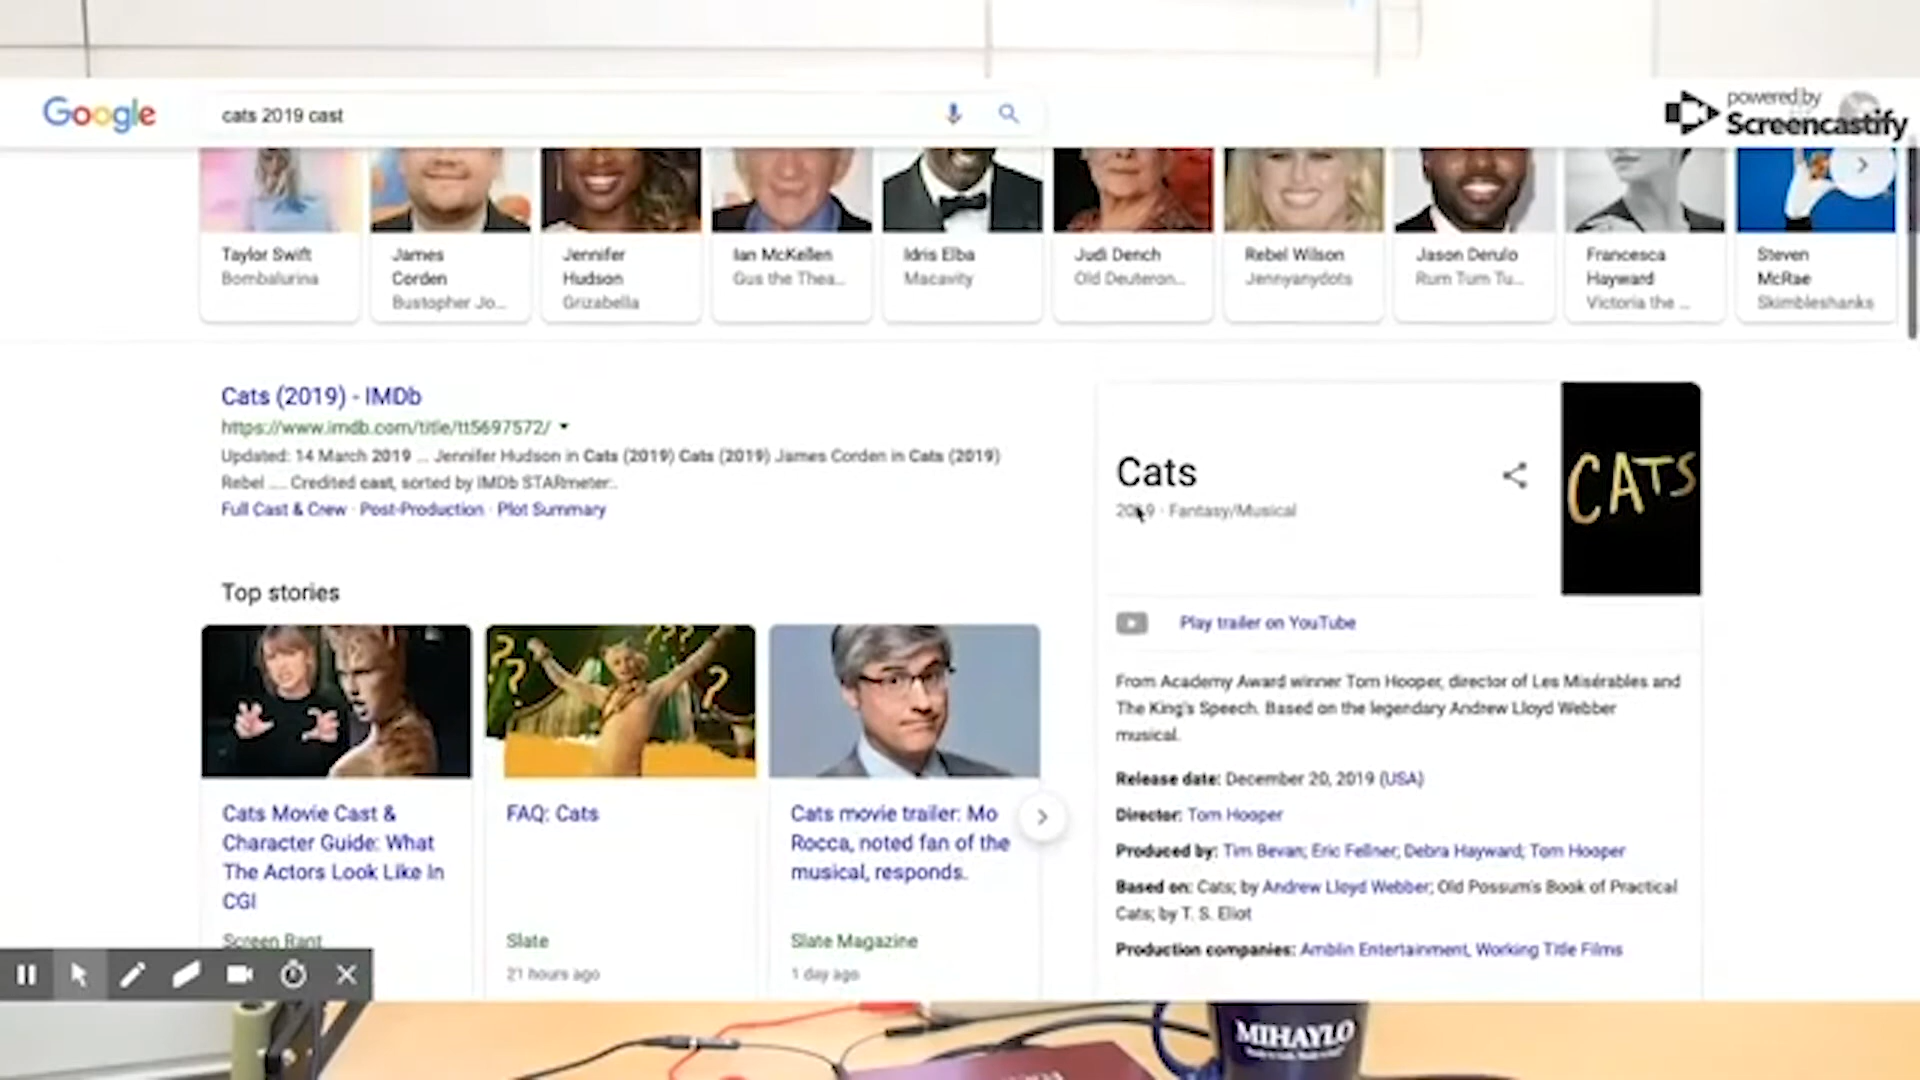 Google
cats 2019 cast
powered by
Screencastify
Taylor Swift
Bombalurina
James
Corden
Bustopher Jo...
Jennifer
Hudson
Grizabella
Ian McKellen
Gus the Thea...
Idris Elba
Macavity
Judi Dench
Old Deuteron...
Rebel Wilson
Jennyanydots
Jason Derulo
Rum Tum Tu...
Francesca
Hayward
Victoria the ...
Steven
McRae
Skimbleshanks
Cats (2019) - IMDb
https://www.imdb.com/title/tt5697572/
Updated: 14 March 2019 ... Jennifer Hudson in Cats (2019) Cats (2019) James Corden in Cats (2019)
Rebel .... Credited cast, sorted by IMDb STARmeter:.
Full Cast & Crew · Post-Production · Plot Summary
Top stories
Cats Movie Cast &
Character Guide: What
The Actors Look Like In
CGI
Screen Rant
FAQ: Cats
Slate
21 hours ago
Cats movie trailer: Mo
Rocca, noted fan of the
musical, responds.
Slate Magazine
1 day ago
Cats
2019 · Fantasy/Musical
CATS
Play trailer on YouTube
From Academy Award winner Tom Hooper, director of Les Misérables and
The King's Speech. Based on the legendary Andrew Lloyd Webber
musical.
Release date: December 20, 2019 (USA)
Director: Tom Hooper
Produced by: Tim Bevan; Eric Fellner; Debra Hayward; Tom Hooper
Based on: Cats; by Andrew Lloyd Webber; Old Possum's Book of Practical
Cats; by T. S. Eliot
Production companies: Amblin Entertainment, Working Title Films
MIHAYLO